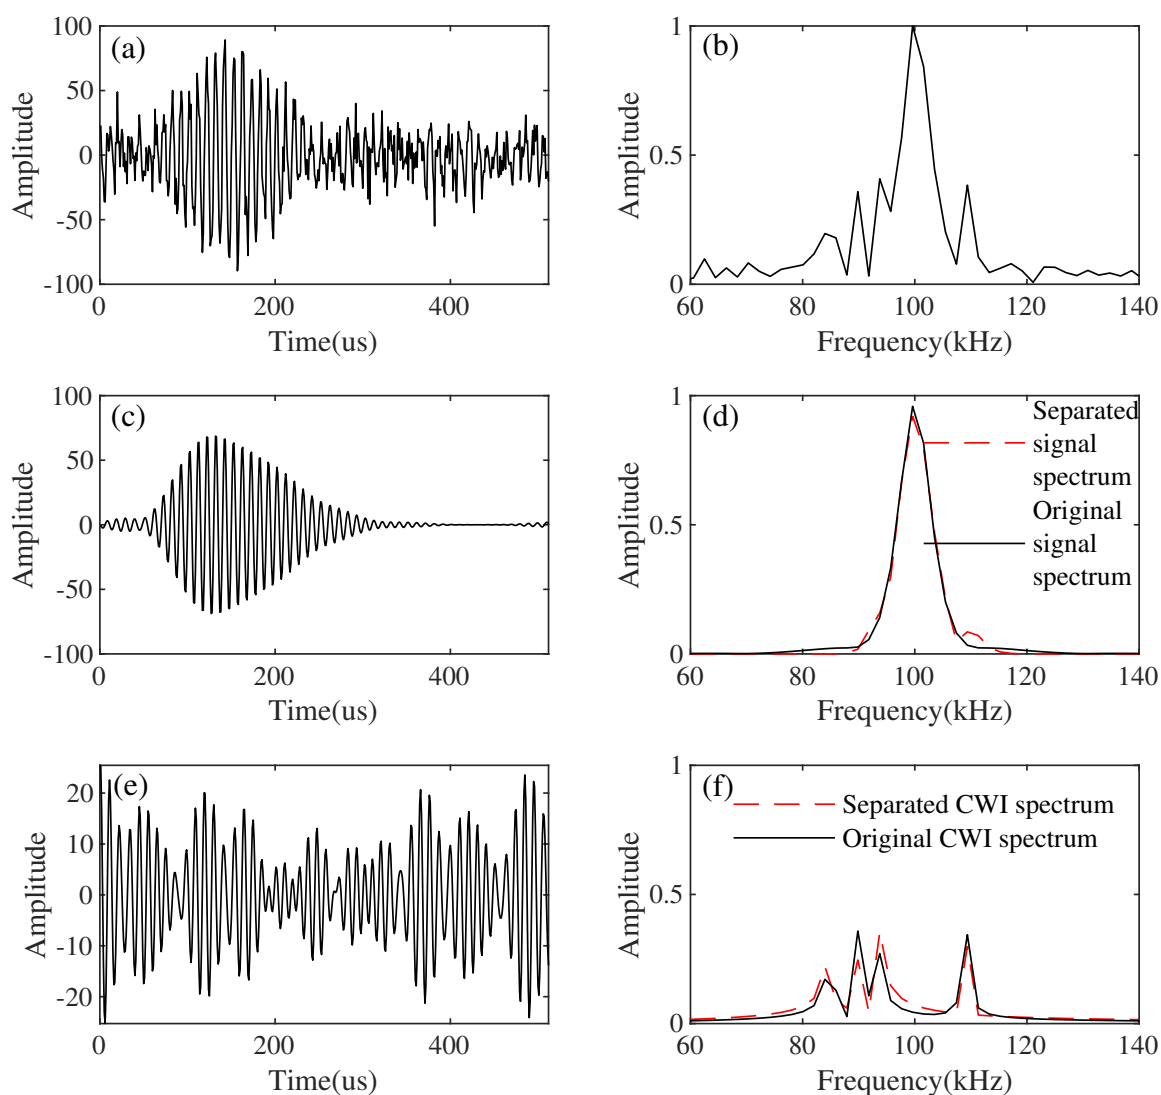 100
50
0
-50
-100
Amplitude
(a)
0
200
400
Time(us)
1
0.5
0
Amplitude
(b)
60
80
100
120
140
Frequency(kHz)
100
50
0
-50
-100
Amplitude
(c)
0
200
400
Time(us)
1
0.5
0
Amplitude
(d)
Separated
signal
spectrum
Original
signal
spectrum
60
80
100
120
140
Frequency(kHz)
20
10
0
-10
-20
Amplitude
(e)
0
200
400
Time(us)
1
0.5
0
Amplitude
(f)
Separated CWI spectrum
Original CWI spectrum
60
80
100
120
140
Frequency(kHz)